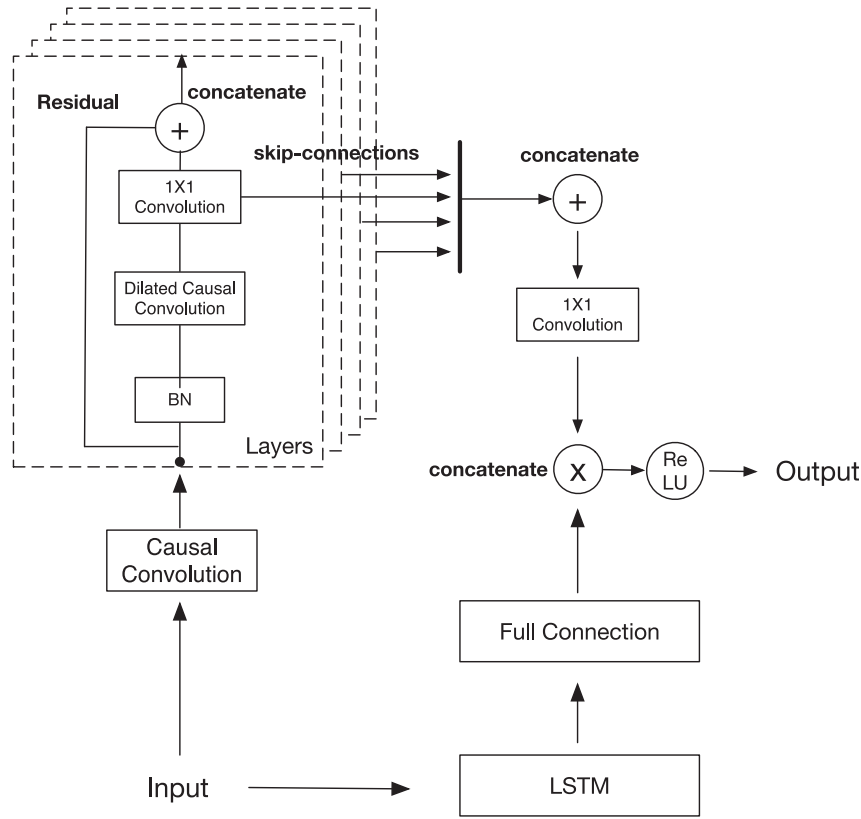 concatenate
Residual
+
skip-connections
concatenate
1X1
Convolution
+
Dilated Causal
Convolution
1X1
Convolution
BN
Layers
concatenate
X
Re
LU
Output
Causal
Convolution
Full Connection
Input
LSTM